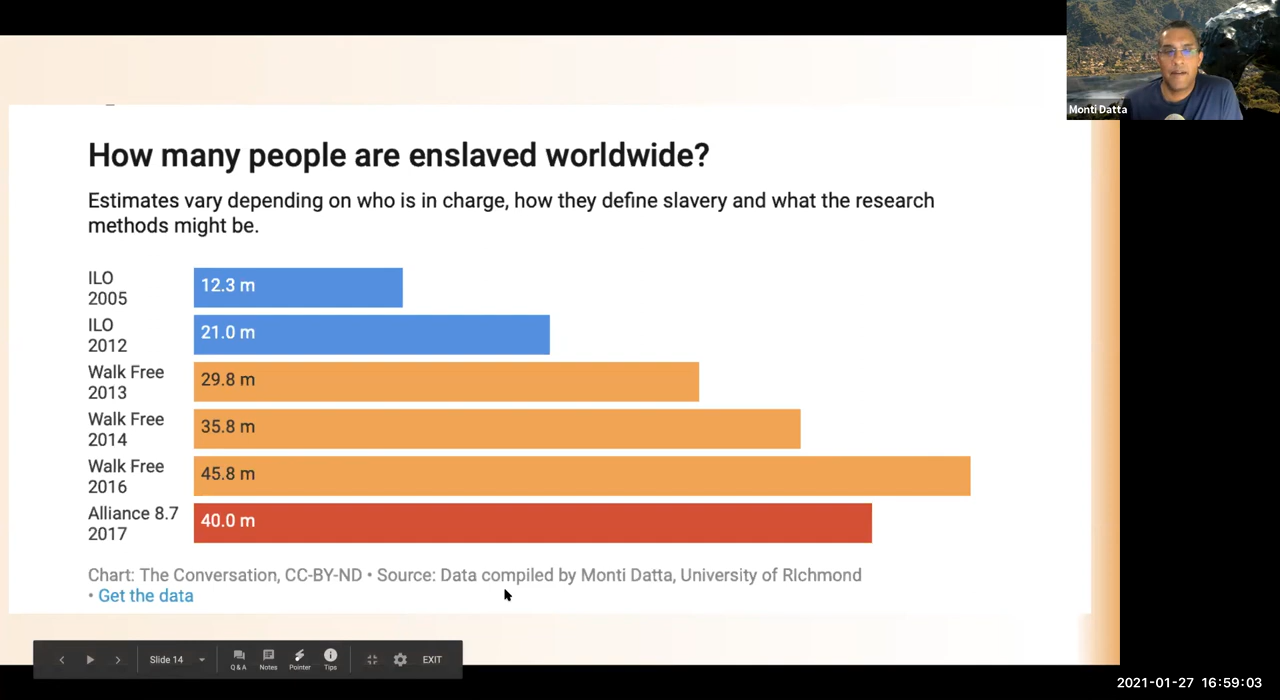 Monti Datta
How many people are enslaved worldwide?
Estimates vary depending on who is in charge, how they define slavery and what the research
methods might be.
ILO
2005
12.3 m
ILO
2012
21.0 m
Walk Free
2013
29.8 m
Walk Free
2014
35.8 m
Walk Free
2016
45.8 m
Alliance 8.7
2017
40.0 m
Chart: The Conversation, CC-BY-ND • Source: Data compiled by Monti Datta, University of RIchmond
• Get the data
Slide 14
Q & A
Notes
Pointer
Tips
EXIT
2021-01-27 16:59:03